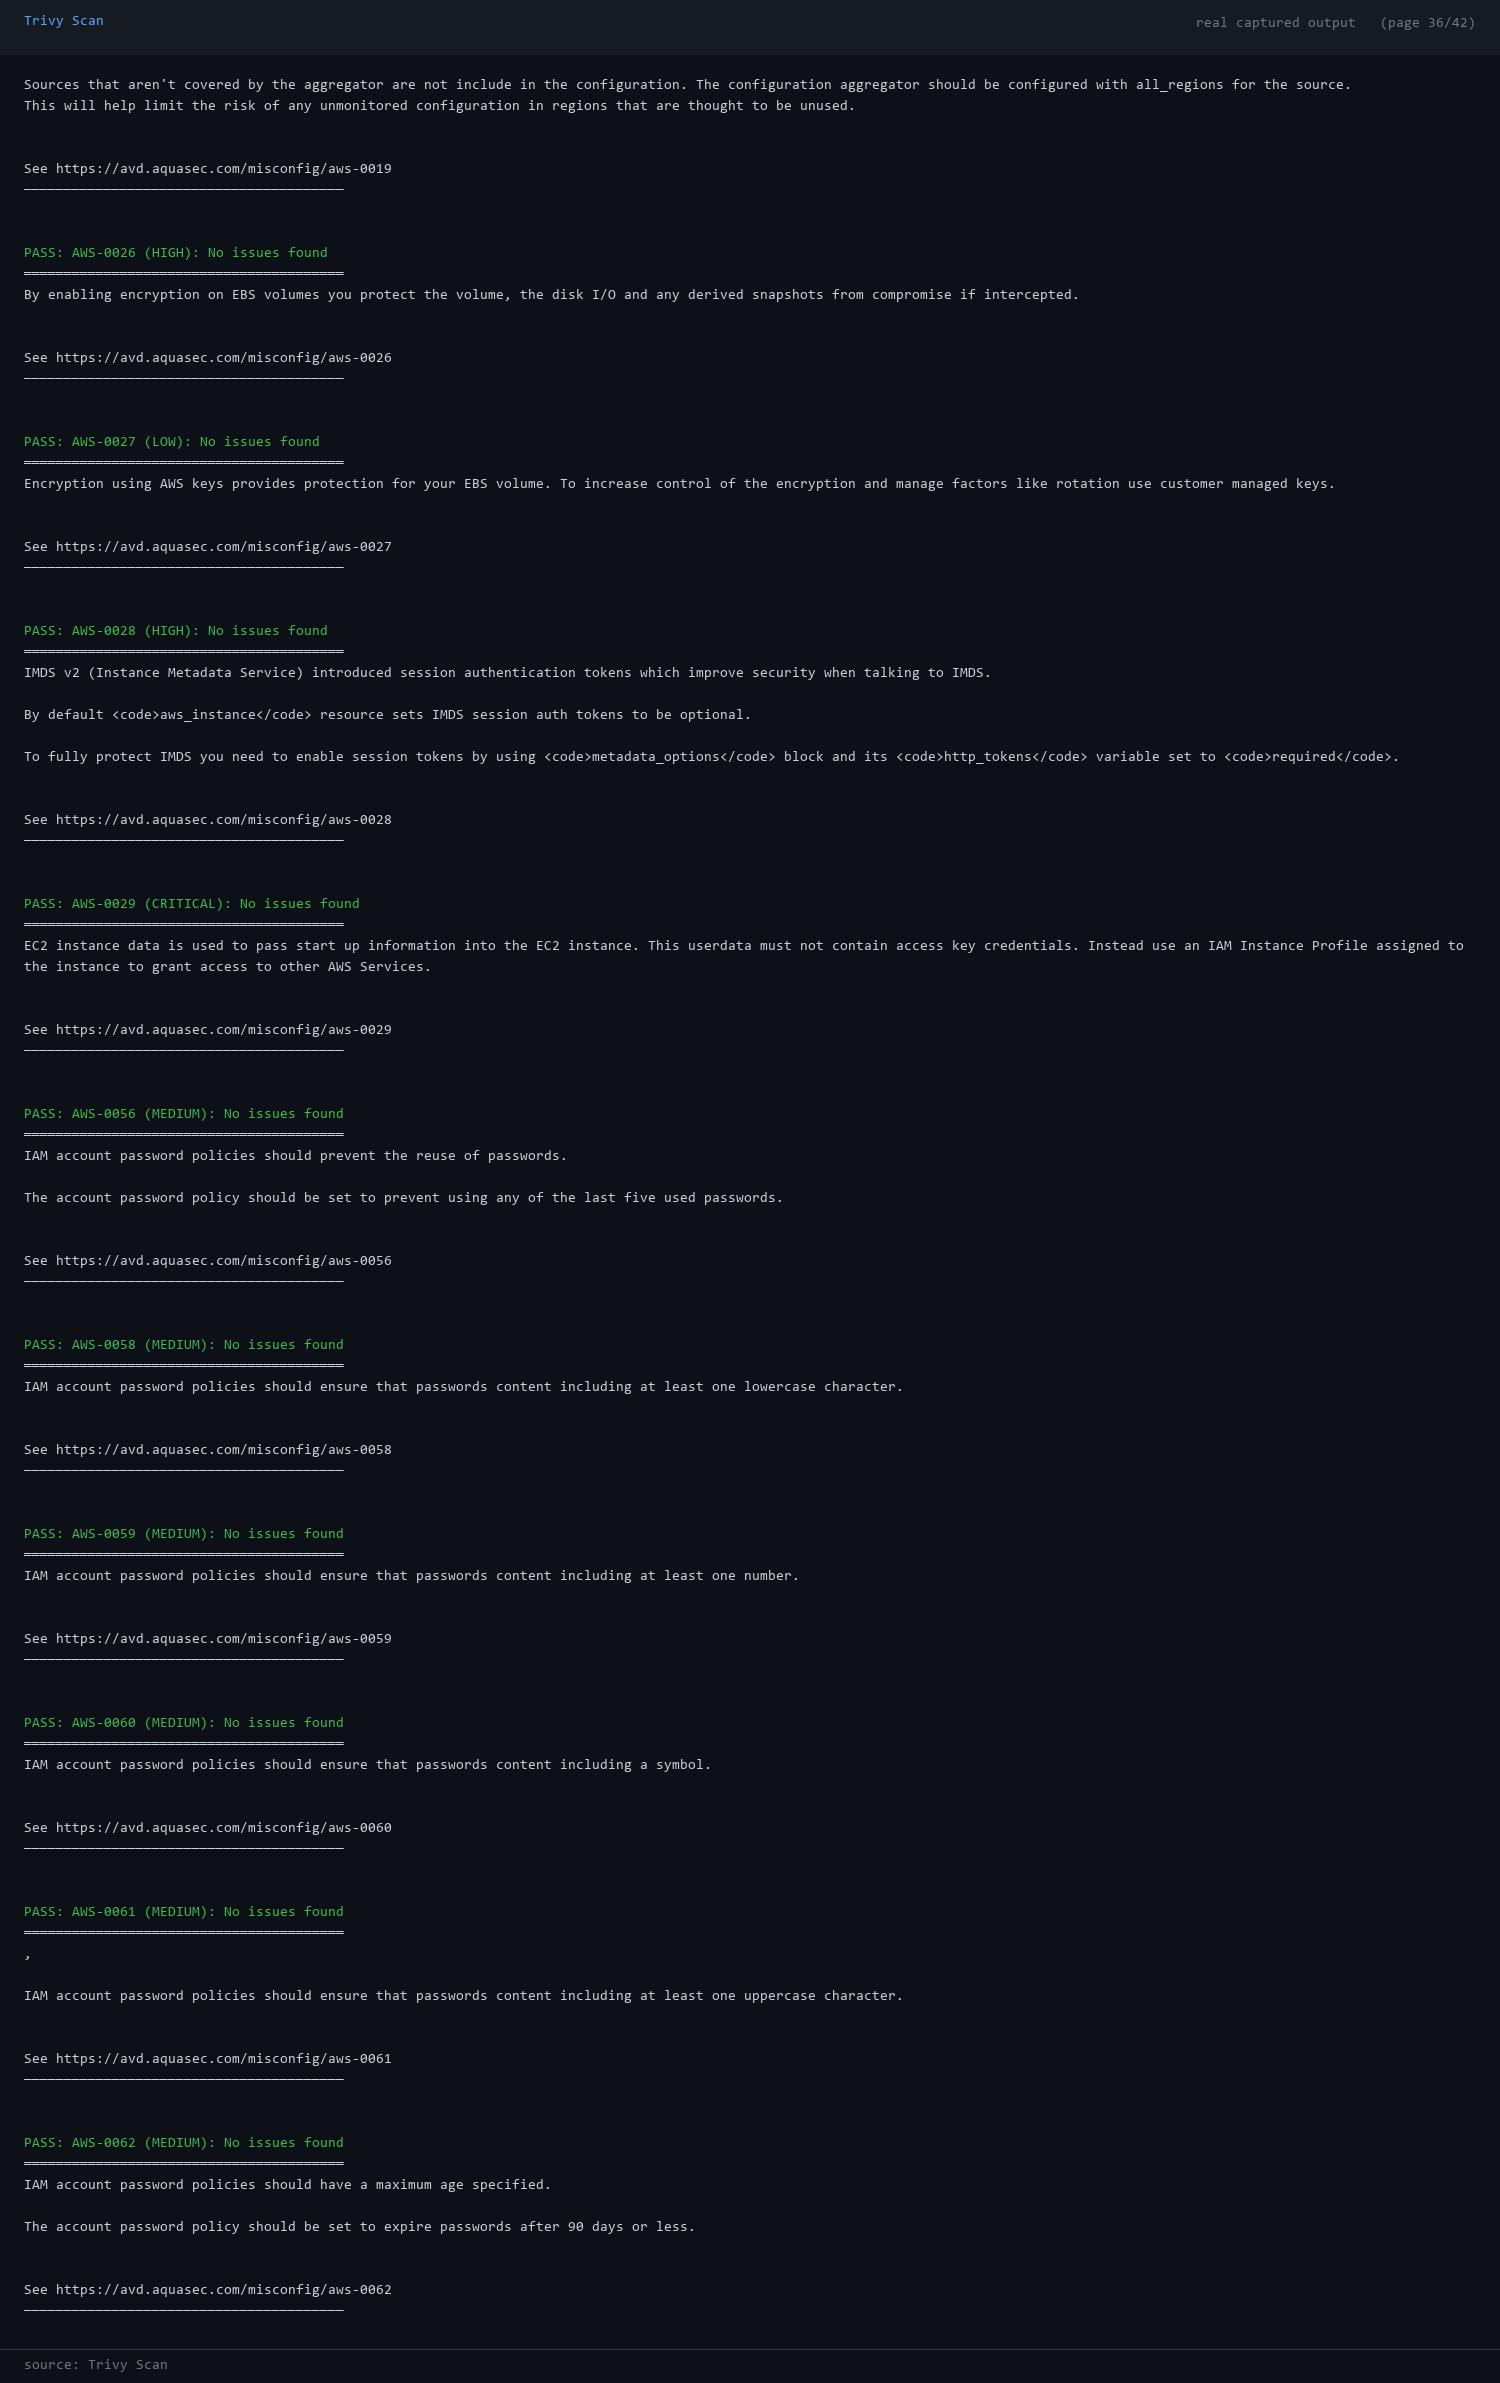 Trivy Scan
real captured output   (page 36/42)
Sources that aren't covered by the aggregator are not include in the configuration. The configuration aggregator should be configured with all_regions for the source.
This will help limit the risk of any unmonitored configuration in regions that are thought to be unused.
See https://avd.aquasec.com/misconfig/aws-0019
────────────────────────────────────────
PASS: AWS-0026 (HIGH): No issues found
════════════════════════════════════════
By enabling encryption on EBS volumes you protect the volume, the disk I/O and any derived snapshots from compromise if intercepted.
See https://avd.aquasec.com/misconfig/aws-0026
────────────────────────────────────────
PASS: AWS-0027 (LOW): No issues found
════════════════════════════════════════
Encryption using AWS keys provides protection for your EBS volume. To increase control of the encryption and manage factors like rotation use customer managed keys.
See https://avd.aquasec.com/misconfig/aws-0027
────────────────────────────────────────
PASS: AWS-0028 (HIGH): No issues found
════════════════════════════════════════
IMDS v2 (Instance Metadata Service) introduced session authentication tokens which improve security when talking to IMDS.
By default <code>aws_instance</code> resource sets IMDS session auth tokens to be optional.
To fully protect IMDS you need to enable session tokens by using <code>metadata_options</code> block and its <code>http_tokens</code> variable set to <code>required</code>.
See https://avd.aquasec.com/misconfig/aws-0028
────────────────────────────────────────
PASS: AWS-0029 (CRITICAL): No issues found
════════════════════════════════════════
EC2 instance data is used to pass start up information into the EC2 instance. This userdata must not contain access key credentials. Instead use an IAM Instance Profile assigned to
the instance to grant access to other AWS Services.
See https://avd.aquasec.com/misconfig/aws-0029
────────────────────────────────────────
PASS: AWS-0056 (MEDIUM): No issues found
════════════════════════════════════════
IAM account password policies should prevent the reuse of passwords.
The account password policy should be set to prevent using any of the last five used passwords.
See https://avd.aquasec.com/misconfig/aws-0056
────────────────────────────────────────
PASS: AWS-0058 (MEDIUM): No issues found
════════════════════════════════════════
IAM account password policies should ensure that passwords content including at least one lowercase character.
See https://avd.aquasec.com/misconfig/aws-0058
────────────────────────────────────────
PASS: AWS-0059 (MEDIUM): No issues found
════════════════════════════════════════
IAM account password policies should ensure that passwords content including at least one number.
See https://avd.aquasec.com/misconfig/aws-0059
────────────────────────────────────────
PASS: AWS-0060 (MEDIUM): No issues found
════════════════════════════════════════
IAM account password policies should ensure that passwords content including a symbol.
See https://avd.aquasec.com/misconfig/aws-0060
────────────────────────────────────────
PASS: AWS-0061 (MEDIUM): No issues found
════════════════════════════════════════
,
IAM account password policies should ensure that passwords content including at least one uppercase character.
See https://avd.aquasec.com/misconfig/aws-0061
────────────────────────────────────────
PASS: AWS-0062 (MEDIUM): No issues found
════════════════════════════════════════
IAM account password policies should have a maximum age specified.
The account password policy should be set to expire passwords after 90 days or less.
See https://avd.aquasec.com/misconfig/aws-0062
────────────────────────────────────────
source: Trivy Scan